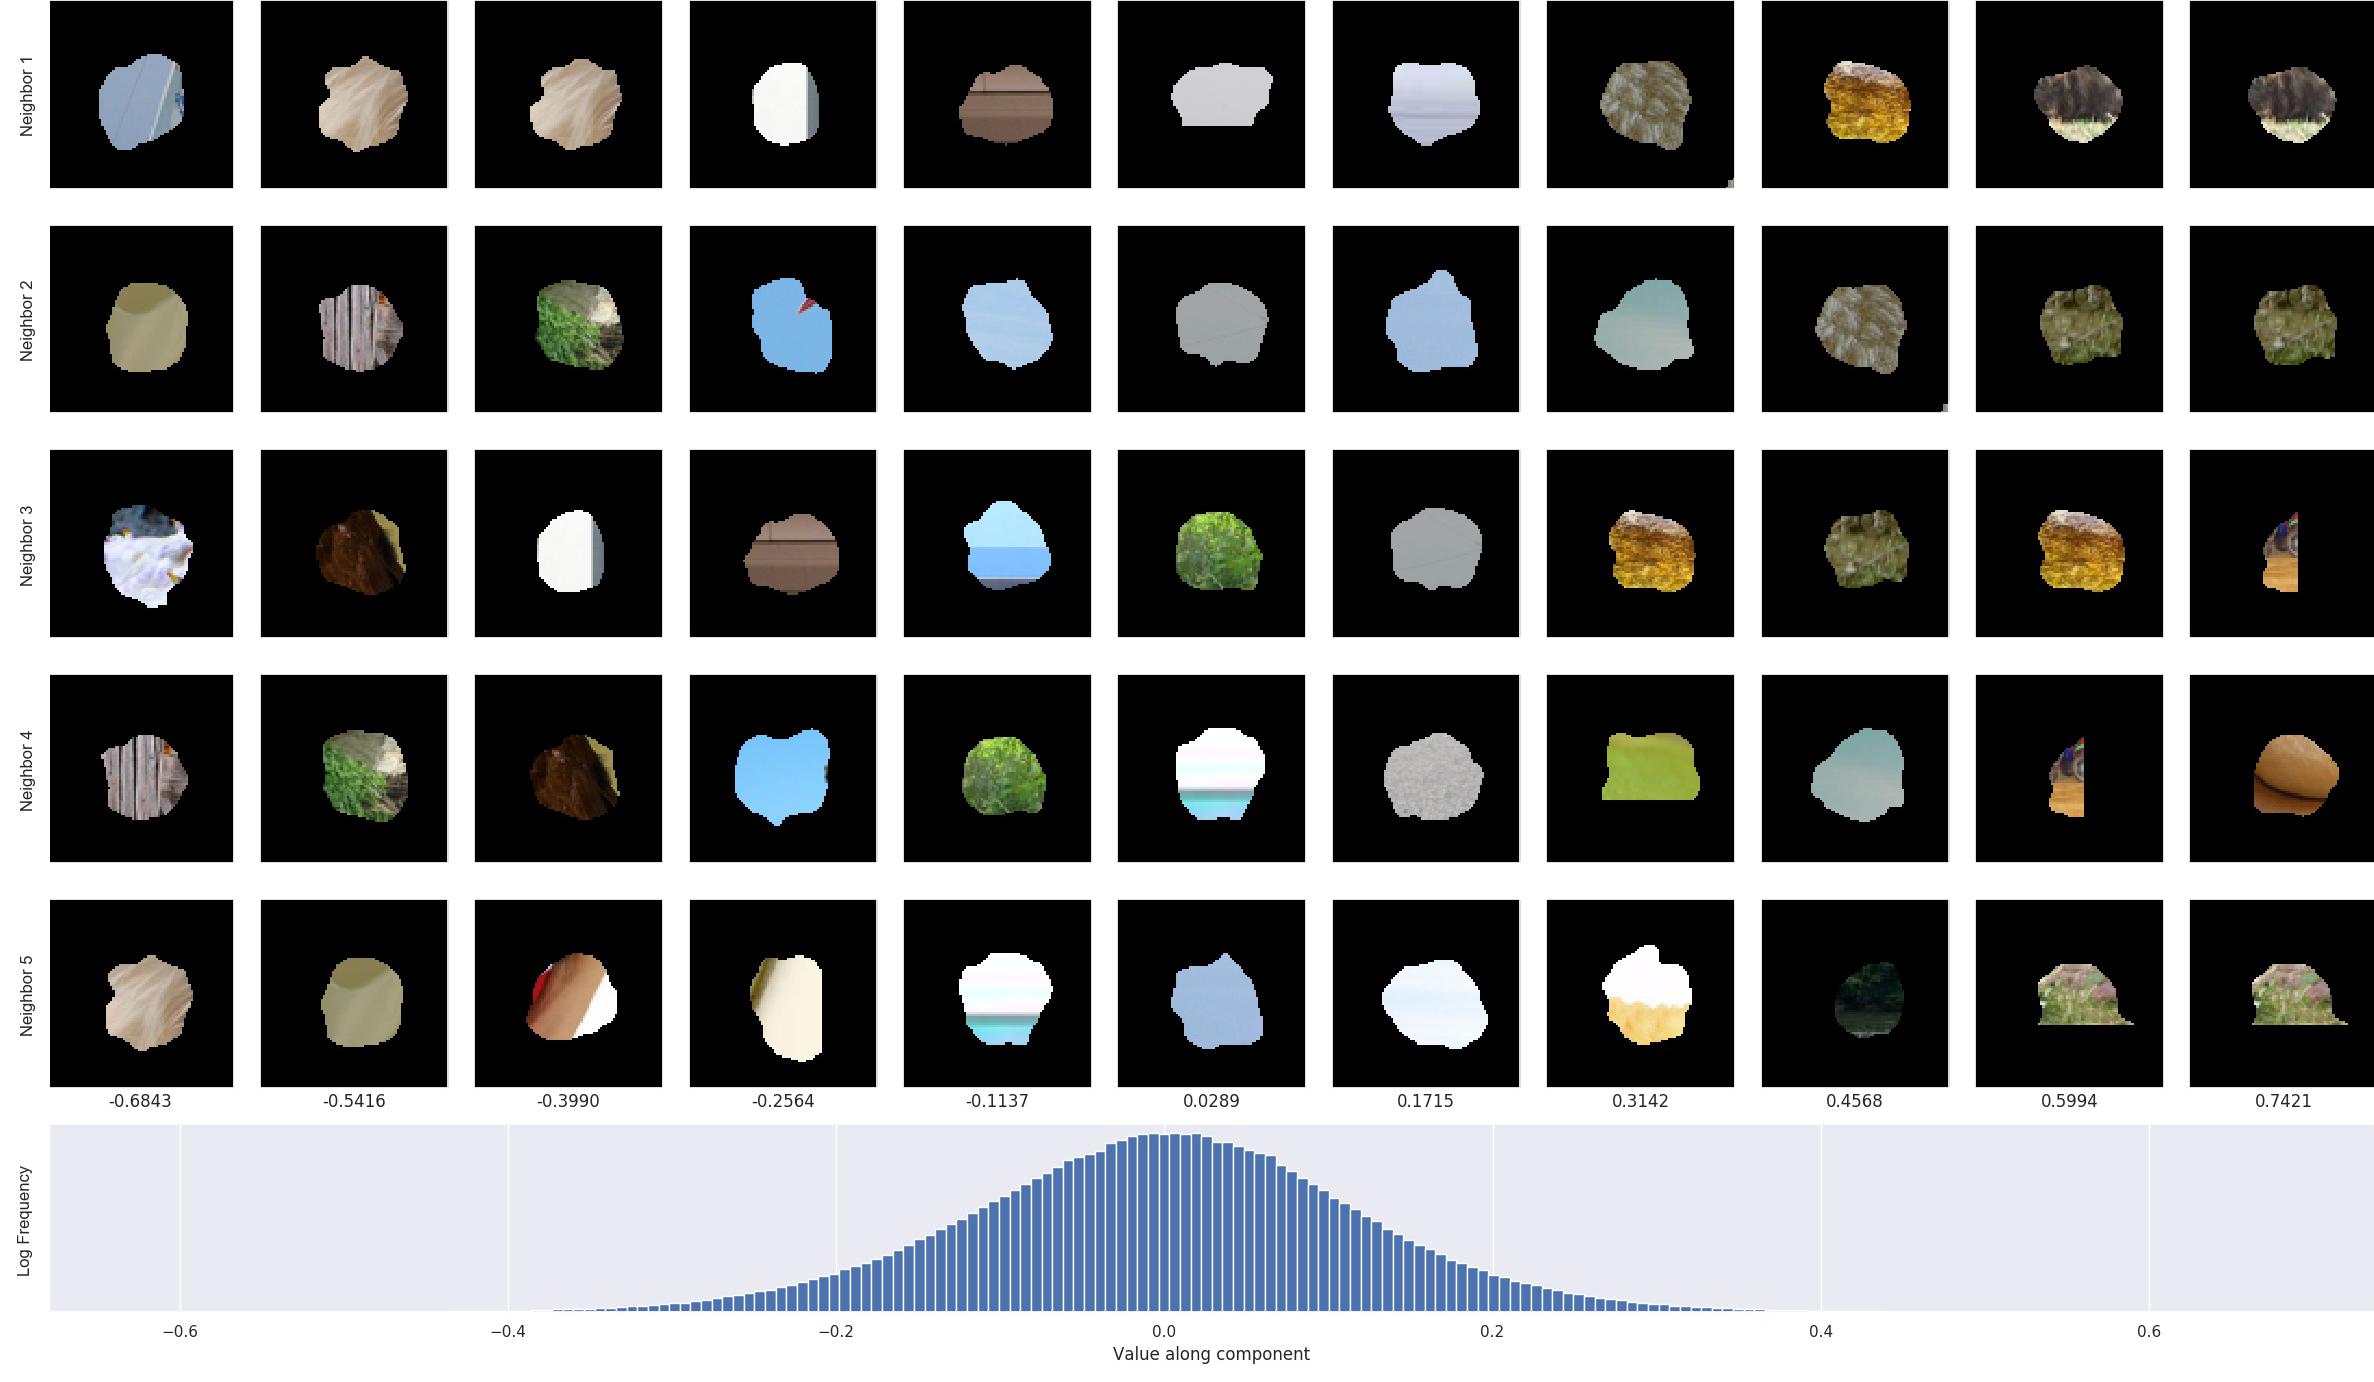 Neighbor 1
Neighbor 2
Neighbor 3
Neighbor 4
Neighbor 5
-0.6843 -0.5416 -0.3990 -0.2564 -0.1137 0.0289 0.1715 0.3142 0.4568 0.5994 0.7421
Log Frequency
−0.6 −0.4 −0.2 0.0 0.2 0.4 0.6
Value along component